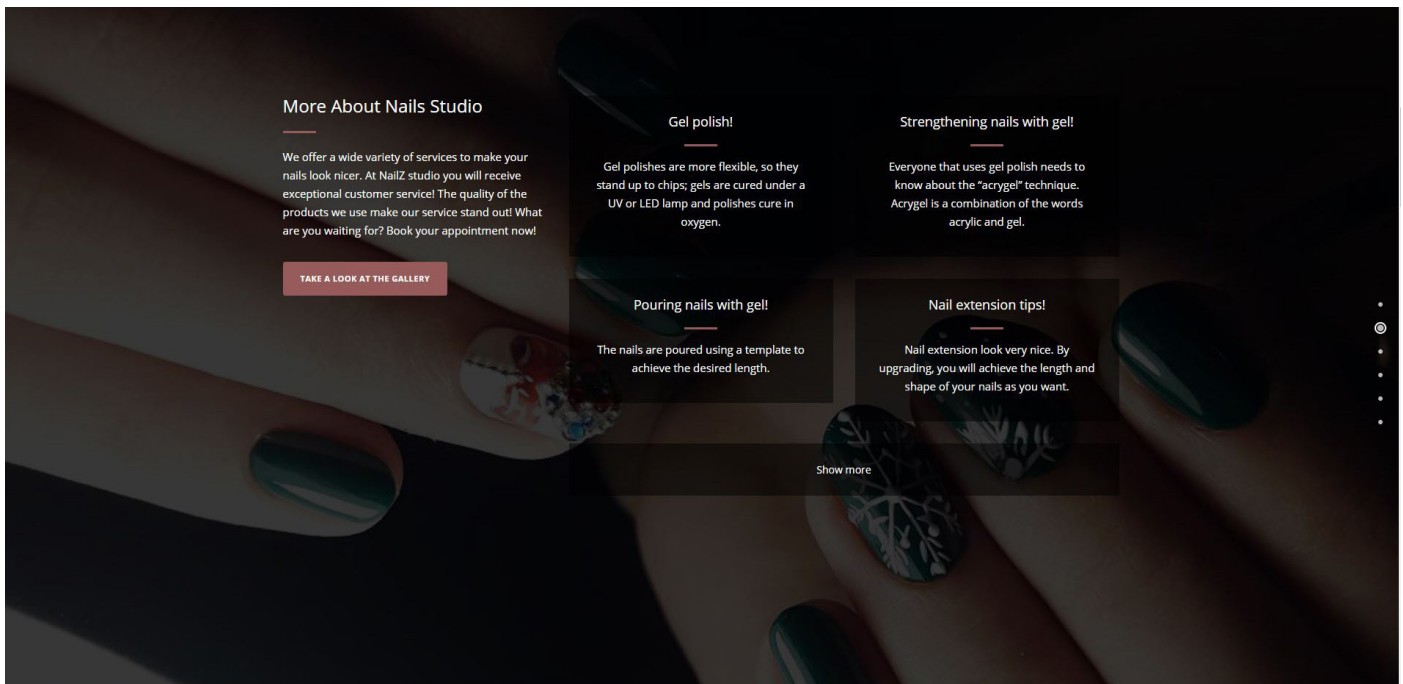 More About Nails Studio
We offer a wide variety of services to make your
nails look nicer. At NailZ studio you will receive
exceptional customer service! The quality of the
products we use make our service stand out! What
are you waiting for? Book your appointment now!
TAKE A LOOK AT THE GALLERY
Gel polish!
Gel polishes are more flexible, so they
stand up to chips; gels are cured under a
UV or LED lamp and polishes cure in
oxygen.
Strengthening nails with gel!
Everyone that uses gel polish needs to
know about the “acrygel” technique.
Acrygel is a combination of the words
acrylic and gel.
Pouring nails with gel!
The nails are poured using a template to
achieve the desired length.
Nail extension tips!
Nail extension look very nice. By
upgrading, you will achieve the length and
shape of your nails as you want.
Show more